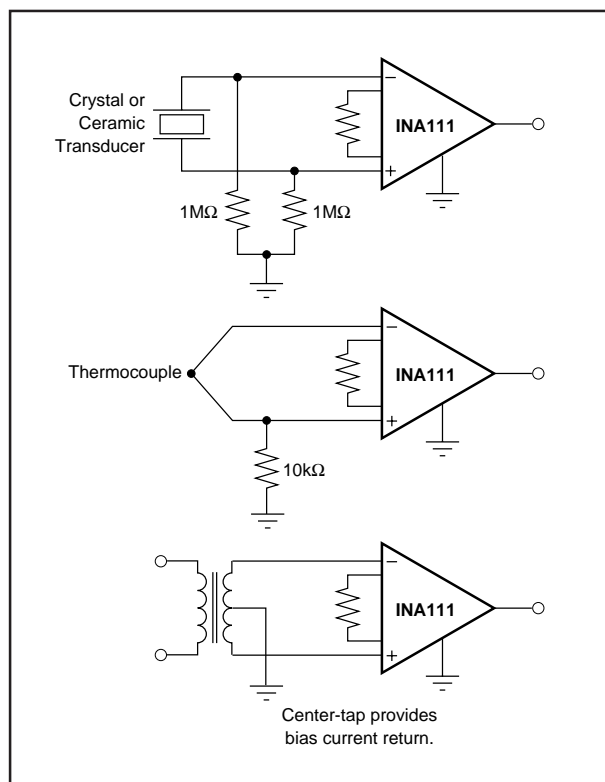 Crystal or
Ceramic
Transducer
−
INA111
+
1MΩ
1MΩ
−
Thermocouple
INA111
+
10kΩ
−
INA111
+
Center-tap provides
bias current return.